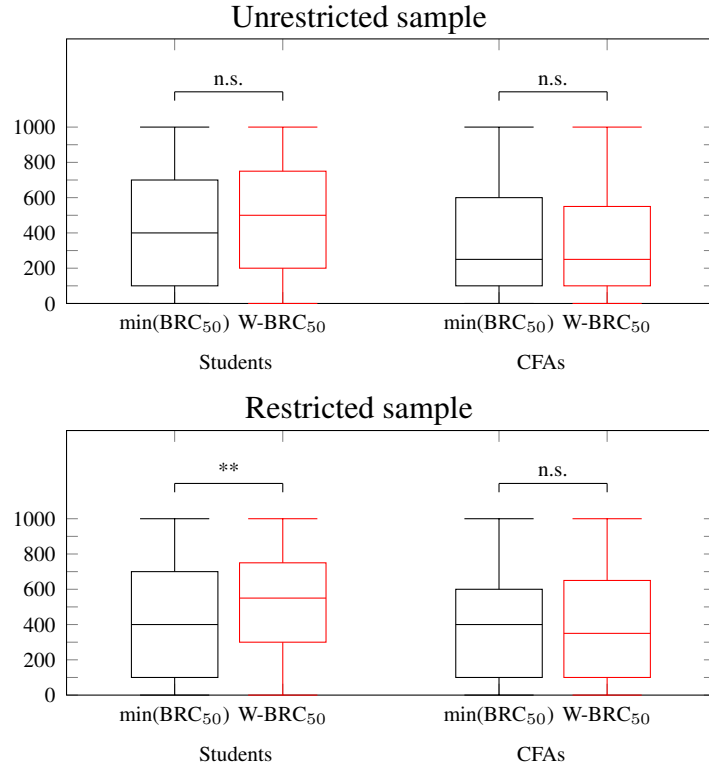 Unrestricted sample
n.s. n.s.
1000
800
600
400
200
0
min(BRC₅₀) W-BRC₅₀ min(BRC₅₀) W-BRC₅₀
Students CFAs
Restricted sample
** n.s.
1000
800
600
400
200
0
min(BRC₅₀) W-BRC₅₀ min(BRC₅₀) W-BRC₅₀
Students CFAs